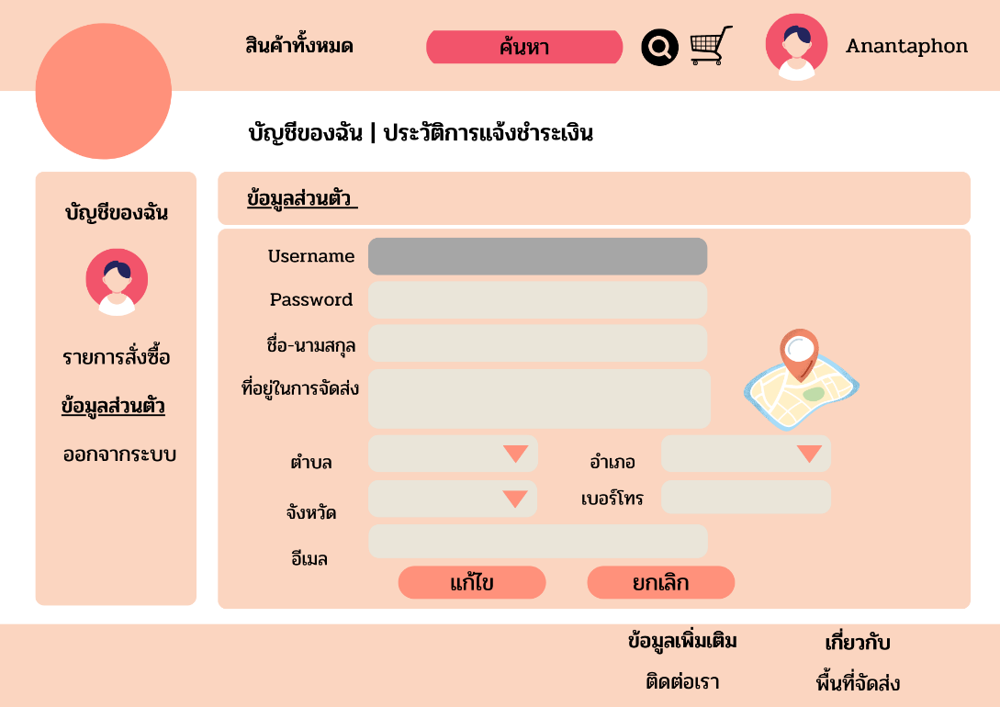 สินค้าทั้งหมด
ค้นหา
Anantaphon
บัญชีของฉัน | ประวัติการแจ้งชำระเงิน
บัญชีของฉัน
รายการสั่งซื้อ
ข้อมูลส่วนตัว
ออกจากระบบ
ข้อมูลส่วนตัว
Username
Password
ชื่อ-นามสกุล
ที่อยู่ในการจัดส่ง
ตำบล
อำเภอ
จังหวัด
เบอร์โทร
อีเมล
แก้ไข
ยกเลิก
ข้อมูลเพิ่มเติม
เกี่ยวกับ
ติดต่อเรา
พื้นที่จัดส่ง